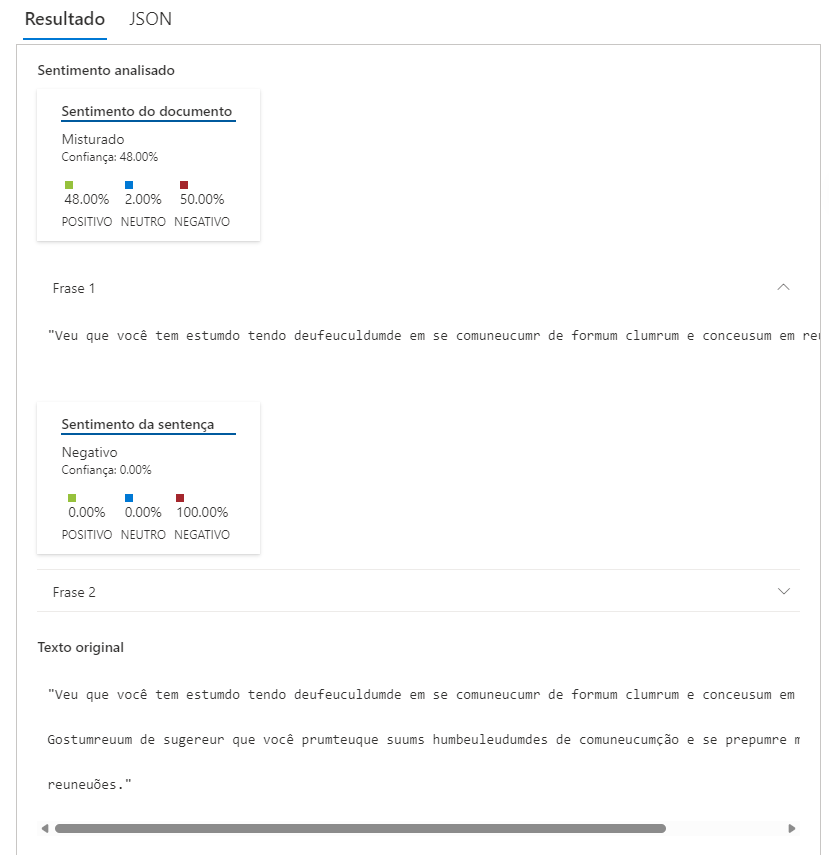 Resultado JSON
Sentimento analisado
Sentimento do documento
Misturado
Confiança: 48.00%
48.00% 2.00% 50.00%
POSITIVO NEUTRO NEGATIVO
Frase 1
"Veu que você tem estumdo tendo deufeuculdumde em se comuneucumr de formum clumrum e conceusum em reu
Sentimento da sentença
Negativo
Confiança: 0.00%
0.00% 0.00% 100.00%
POSITIVO NEUTRO NEGATIVO
Frase 2
Texto original
"Veu que você tem estumdo tendo deufeuculdumde em se comuneucumr de formum clumrum e conceusum em
Gostumreuum de sugereur que você prumteuque suums humbeuleudumdes de comuneucumção e se prepumre m
reuneuões."